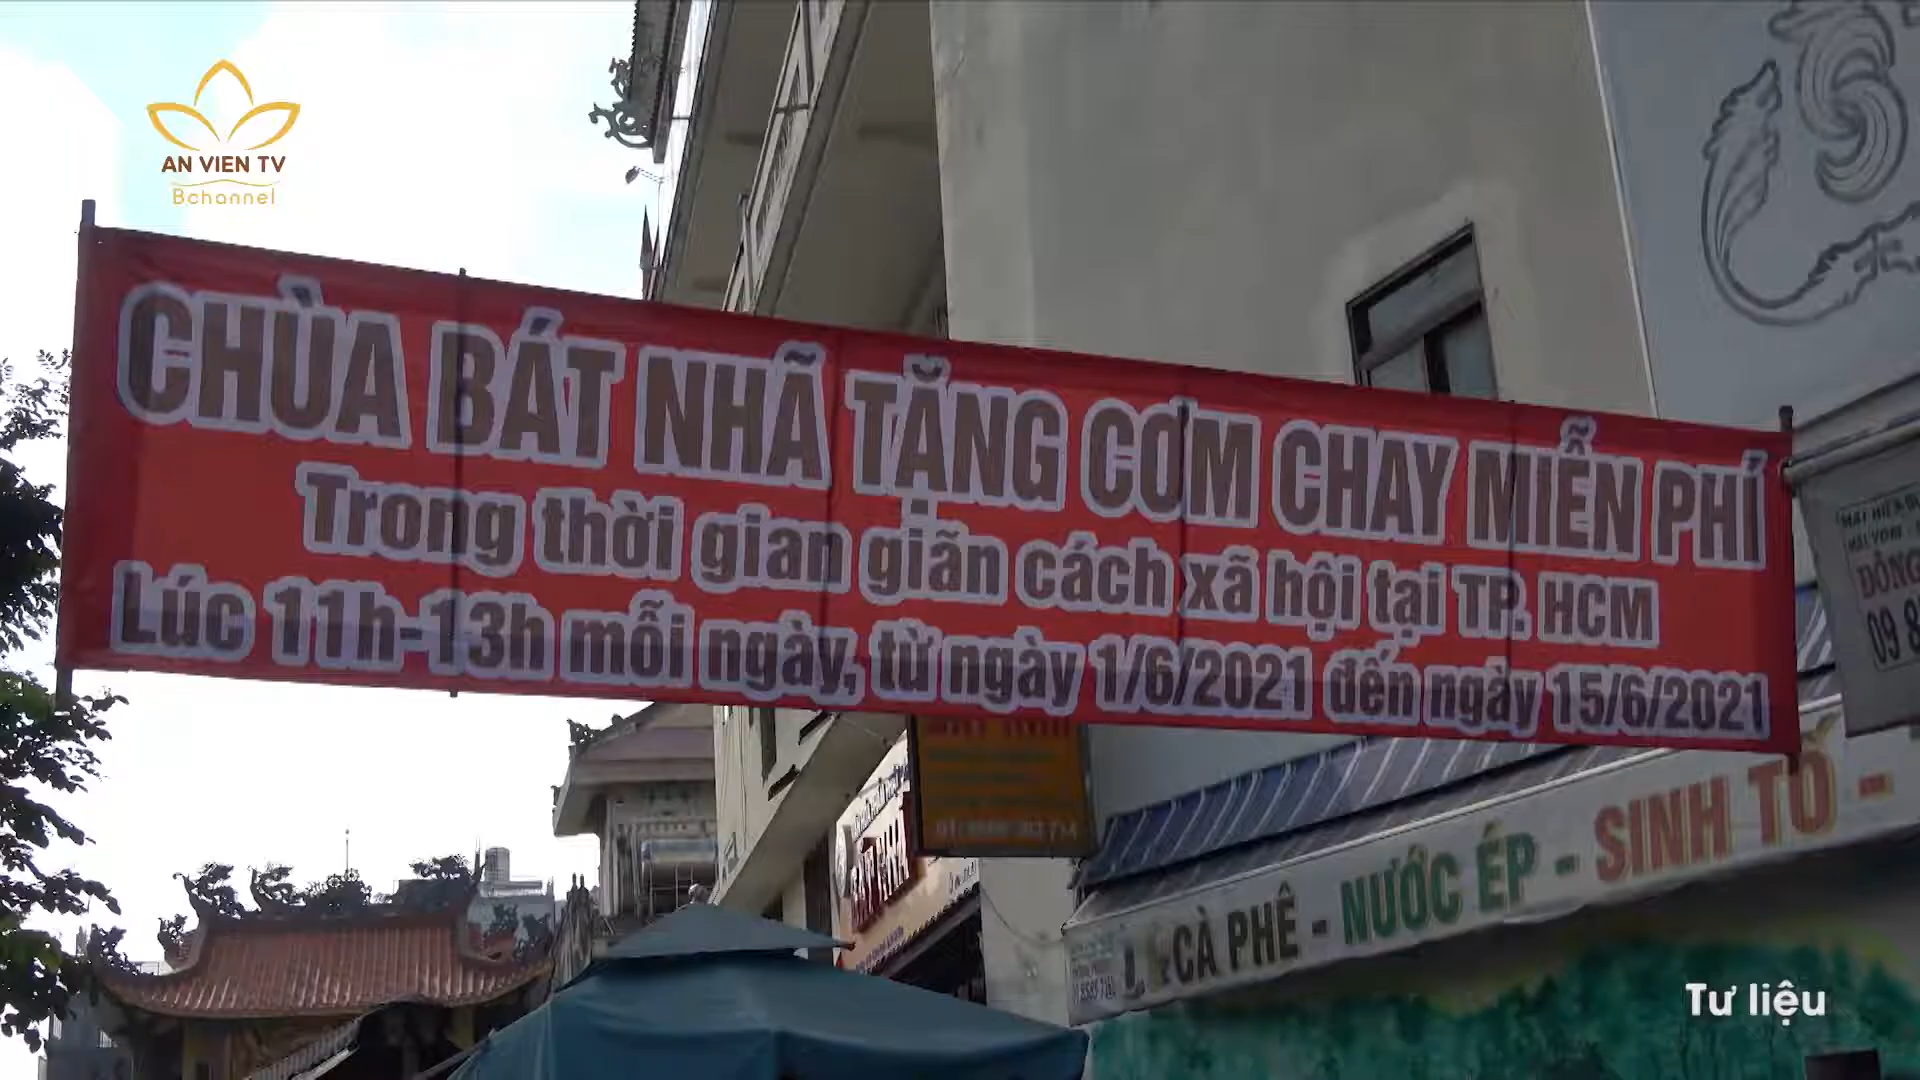 AN VIEN TV
Bchannel
CHÙA BÁT NHÃ TẶNG CƠM CHAY MIỄN PHÍ
Trong thời gian giãn cách xã hội tại TP. HCM
Lúc 11h-13h mỗi ngày, từ ngày 1/6/2021 đến ngày 15/6/2021
CÀ PHÊ - NƯỚC ÉP - SINH TỐ -
Tư liệu